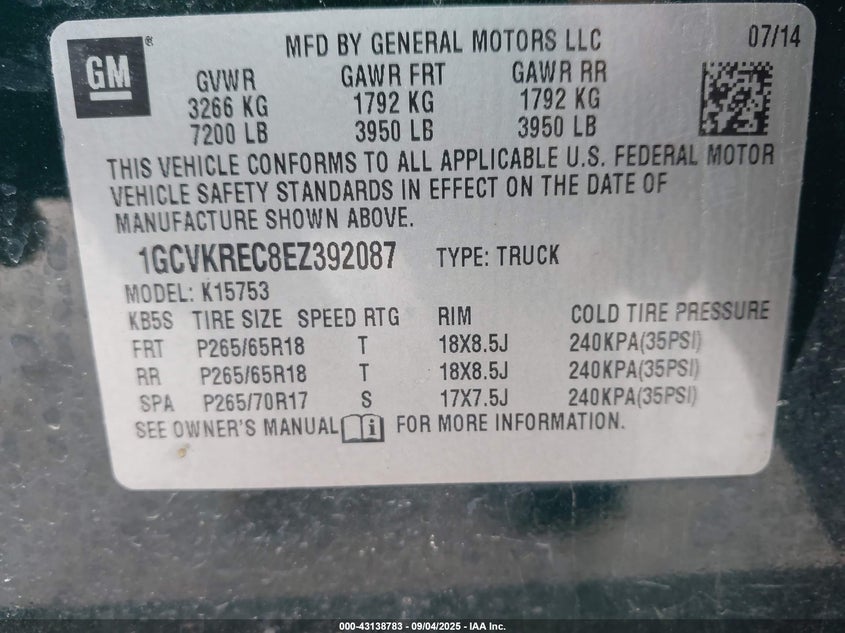 GM®
MFD BY GENERAL MOTORS LLC 07/14
GVWR GAWR FRT GAWR RR
3266 KG 1792 KG 1792 KG
7200 LB 3950 LB 3950 LB
THIS VEHICLE CONFORMS TO ALL APPLICABLE U.S. FEDERAL MOTOR
VEHICLE SAFETY STANDARDS IN EFFECT ON THE DATE OF
MANUFACTURE SHOWN ABOVE.
1GCVKREC8EZ392087 TYPE: TRUCK
MODEL: K15753
KB5S TIRE SIZE SPEED RTG RIM COLD TIRE PRESSURE
FRT P265/65R18 T 18X8.5J 240KPA(35PSI)
RR P265/65R18 T 18X8.5J 240KPA(35PSI)
SPA P265/70R17 S 17X7.5J 240KPA(35PSI)
SEE OWNER'S MANUAL i FOR MORE INFORMATION.
000-43138783 - 09/04/2025 - IAA Inc.